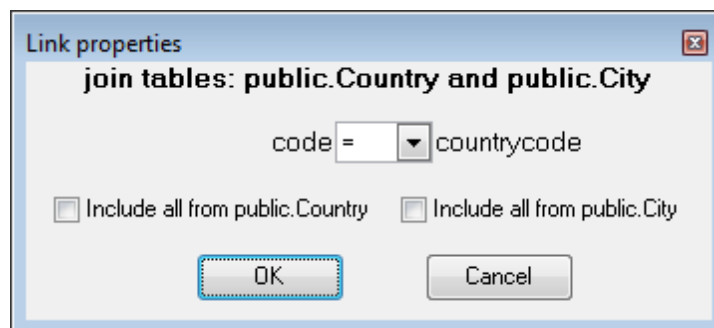 Link properties
join tables: public.Country and public.City
code = countrycode
Include all from public.Country Include all from public.City
OK Cancel